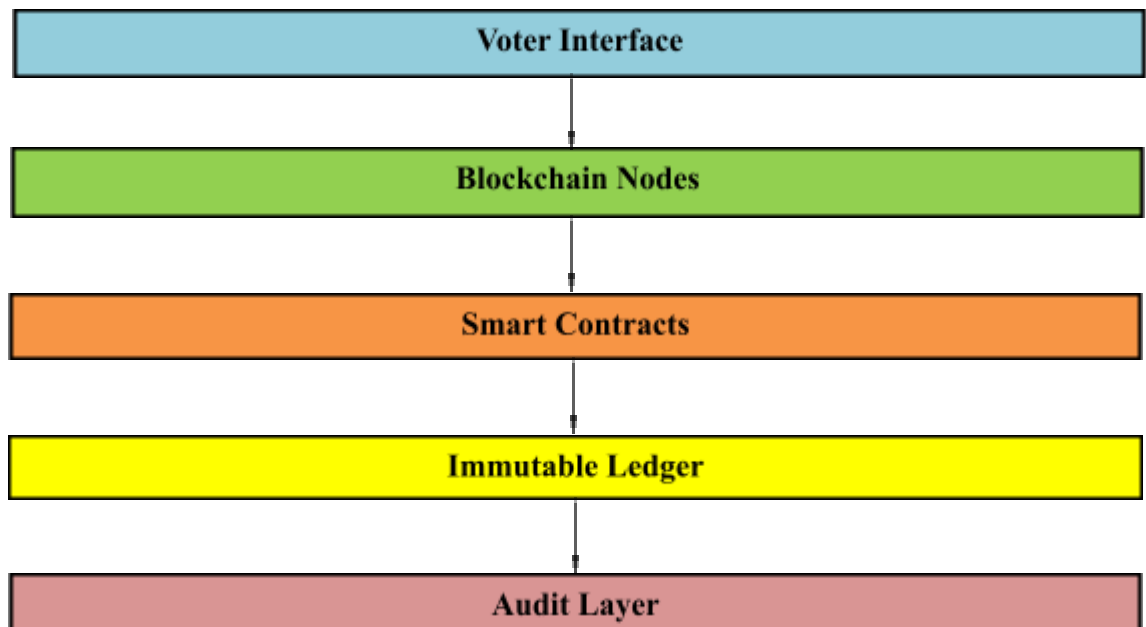 Voter Interface
Blockchain Nodes
Smart Contracts
Immutable Ledger
Audit Layer